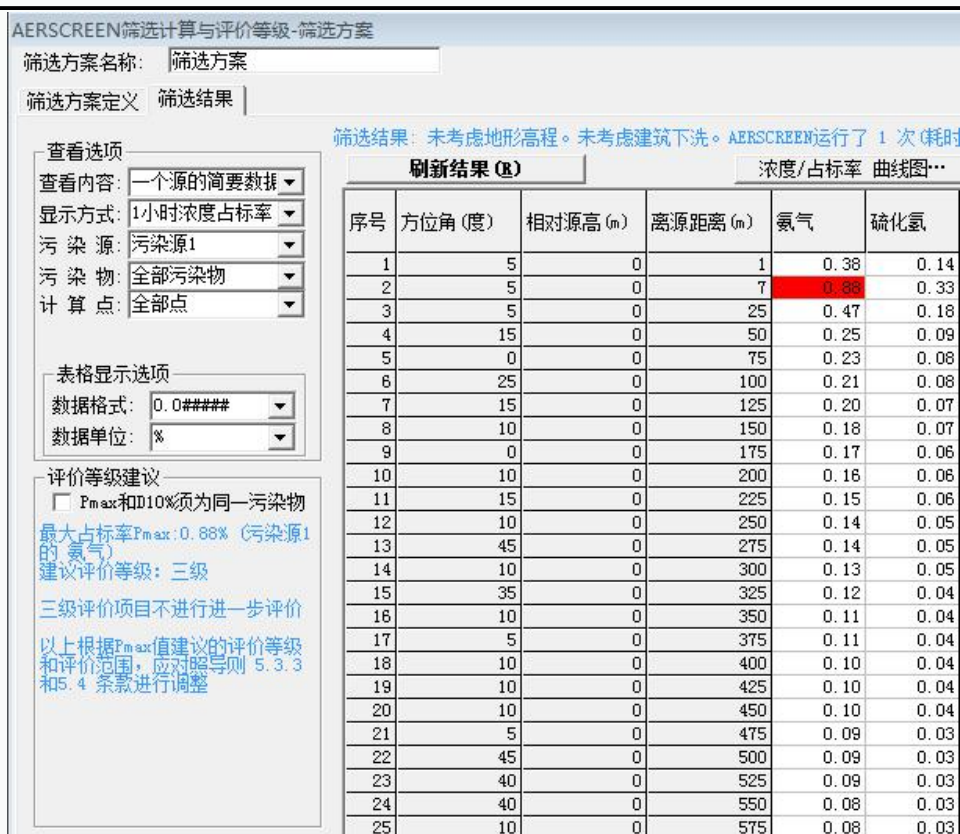 AERSCREEN筛选计算与评价等级-筛选方案
筛选方案名称: 筛选方案
筛选方案定义 筛选结果
筛选结果: 未考虑地形高程。未考虑建筑下洗。AERSCREEN运行了 1 次(耗时
查看选项
查看内容: 一个源的简要数据
显示方式: 1小时浓度占标率
污染源: 污染源1
污染物: 全部污染物
计算点: 全部点
表格显示选项
数据格式: 0.0#####
数据单位: %
评价等级建议
Pmax和D10%须为同一污染物
最大占标率Pmax:0.88% (污染源1
的 氨气)
建议评价等级: 三级
三级评价项目不进行进一步评价
以上根据Pmax值建议的评价等级
和评价范围,应对照导则 5.3.3
和5.4 条款进行调整
刷新结果(R) 浓度/占标率 曲线图…
序号 方位角(度) 相对源高(m) 离源距离(m) 氨气 硫化氢
1 5 0 1 0.38 0.14
2 5 0 7 0.88 0.33
3 5 0 25 0.47 0.18
4 15 0 50 0.25 0.09
5 0 0 75 0.23 0.08
6 25 0 100 0.21 0.08
7 15 0 125 0.20 0.07
8 10 0 150 0.18 0.07
9 0 0 175 0.17 0.06
10 10 0 200 0.16 0.06
11 15 0 225 0.15 0.06
12 10 0 250 0.14 0.05
13 45 0 275 0.14 0.05
14 10 0 300 0.13 0.05
15 35 0 325 0.12 0.04
16 10 0 350 0.11 0.04
17 5 0 375 0.11 0.04
18 10 0 400 0.10 0.04
19 10 0 425 0.10 0.04
20 10 0 450 0.10 0.04
21 5 0 475 0.09 0.03
22 45 0 500 0.09 0.03
23 40 0 525 0.09 0.03
24 40 0 550 0.08 0.03
25 10 0 575 0.08 0.03